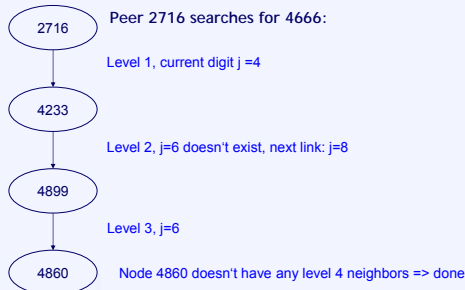 Peer 2716 searches for 4666:
2716
Level 1, current digit j =4
4233
Level 2, j=6 doesn‘t exist, next link: j=8
4899
Level 3, j=6
4860
Node 4860 doesn‘t have any level 4 neighbors => done